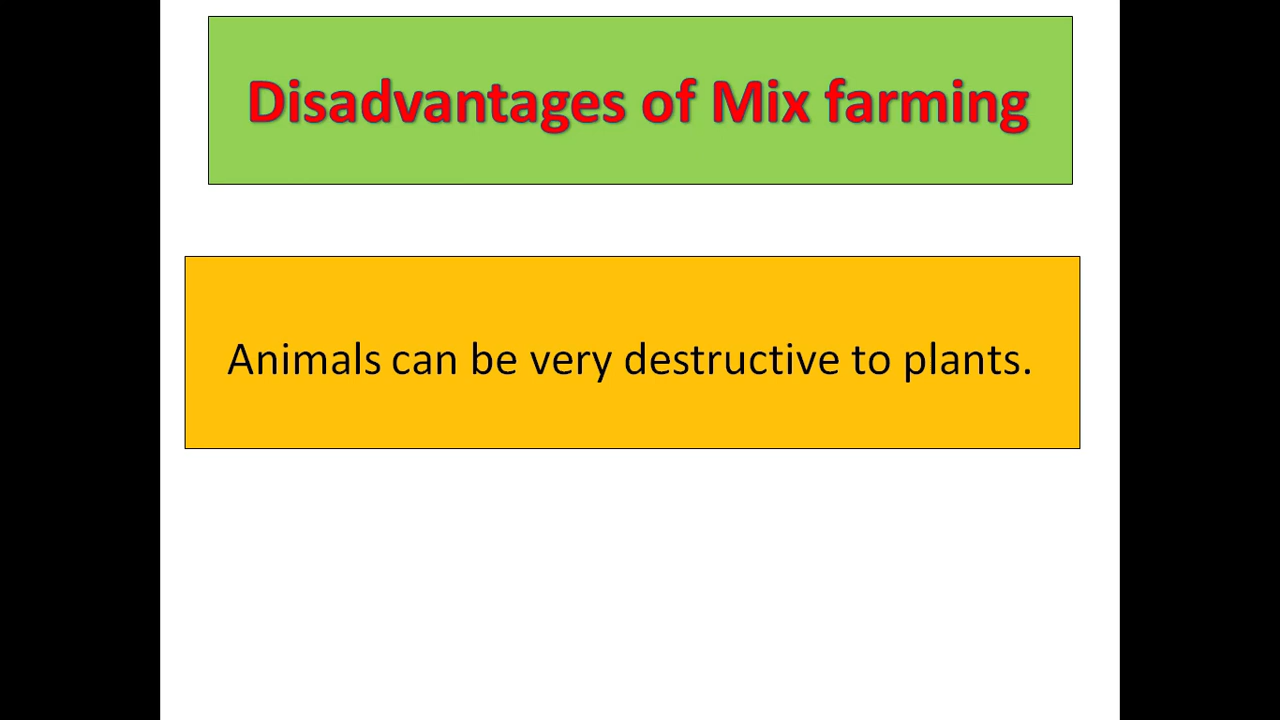 Disadvantages of Mix farming
Animals can be very destructive to plants.